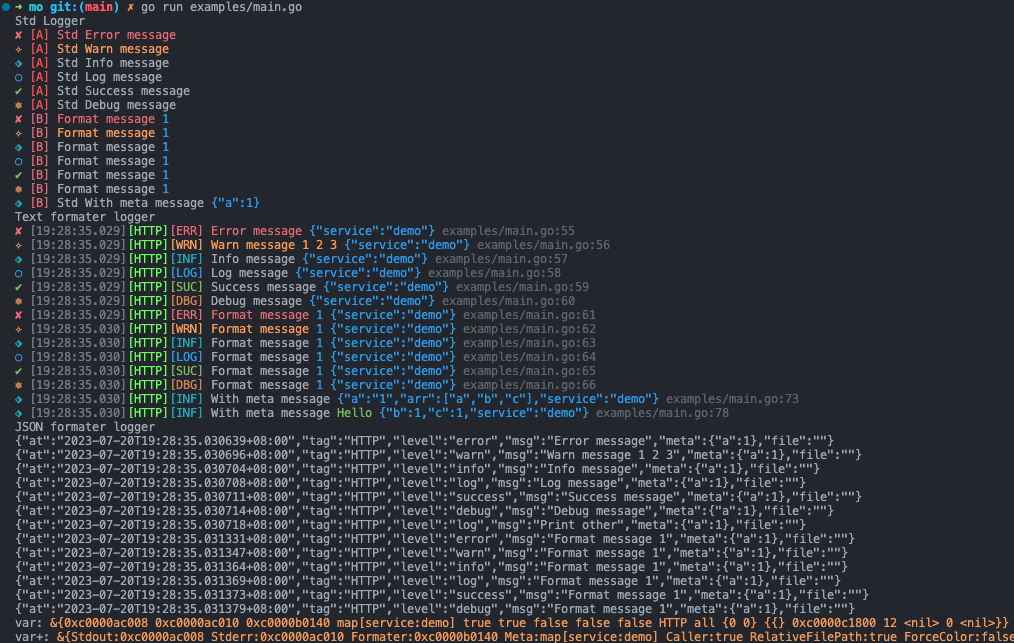 ➜ mo git:(main) ✗ go run examples/main.go
Std Logger
✘ [A] Std Error message
✧ [A] Std Warn message
⬗ [A] Std Info message
○ [A] Std Log message
✔ [A] Std Success message
✸ [A] Std Debug message
✘ [B] Format message 1
✧ [B] Format message 1
⬗ [B] Format message 1
○ [B] Format message 1
✔ [B] Format message 1
✸ [B] Format message 1
⬗ [B] Std With meta message {"a":1}
Text formater logger
✘ [19:28:35.029][HTTP][ERR] Error message {"service":"demo"} examples/main.go:55
✧ [19:28:35.029][HTTP][WRN] Warn message 1 2 3 {"service":"demo"} examples/main.go:56
⬗ [19:28:35.029][HTTP][INF] Info message {"service":"demo"} examples/main.go:57
○ [19:28:35.029][HTTP][LOG] Log message {"service":"demo"} examples/main.go:58
✔ [19:28:35.029][HTTP][SUC] Success message {"service":"demo"} examples/main.go:59
✸ [19:28:35.029][HTTP][DBG] Debug message {"service":"demo"} examples/main.go:60
✘ [19:28:35.029][HTTP][ERR] Format message 1 {"service":"demo"} examples/main.go:61
✧ [19:28:35.030][HTTP][WRN] Format message 1 {"service":"demo"} examples/main.go:62
⬗ [19:28:35.030][HTTP][INF] Format message 1 {"service":"demo"} examples/main.go:63
○ [19:28:35.030][HTTP][LOG] Format message 1 {"service":"demo"} examples/main.go:64
✔ [19:28:35.030][HTTP][SUC] Format message 1 {"service":"demo"} examples/main.go:65
✸ [19:28:35.030][HTTP][DBG] Format message 1 {"service":"demo"} examples/main.go:66
⬗ [19:28:35.030][HTTP][INF] With meta message {"a":"1","arr":["a","b","c"],"service":"demo"} examples/main.go:73
⬗ [19:28:35.030][HTTP][INF] With meta message Hello {"b":1,"c":1,"service":"demo"} examples/main.go:78
JSON formater logger
{"at":"2023-07-20T19:28:35.030639+08:00","tag":"HTTP","level":"error","msg":"Error message","meta":{"a":1},"file":""}
{"at":"2023-07-20T19:28:35.030696+08:00","tag":"HTTP","level":"warn","msg":"Warn message 1 2 3","meta":{"a":1},"file":""}
{"at":"2023-07-20T19:28:35.030704+08:00","tag":"HTTP","level":"info","msg":"Info message","meta":{"a":1},"file":""}
{"at":"2023-07-20T19:28:35.030708+08:00","tag":"HTTP","level":"log","msg":"Log message","meta":{"a":1},"file":""}
{"at":"2023-07-20T19:28:35.030711+08:00","tag":"HTTP","level":"success","msg":"Success message","meta":{"a":1},"file":""}
{"at":"2023-07-20T19:28:35.030714+08:00","tag":"HTTP","level":"debug","msg":"Debug message","meta":{"a":1},"file":""}
{"at":"2023-07-20T19:28:35.030718+08:00","tag":"HTTP","level":"log","msg":"Print other","meta":{"a":1},"file":""}
{"at":"2023-07-20T19:28:35.031331+08:00","tag":"HTTP","level":"error","msg":"Format message 1","meta":{"a":1},"file":""}
{"at":"2023-07-20T19:28:35.031347+08:00","tag":"HTTP","level":"warn","msg":"Format message 1","meta":{"a":1},"file":""}
{"at":"2023-07-20T19:28:35.031364+08:00","tag":"HTTP","level":"info","msg":"Format message 1","meta":{"a":1},"file":""}
{"at":"2023-07-20T19:28:35.031369+08:00","tag":"HTTP","level":"log","msg":"Format message 1","meta":{"a":1},"file":""}
{"at":"2023-07-20T19:28:35.031373+08:00","tag":"HTTP","level":"success","msg":"Format message 1","meta":{"a":1},"file":""}
{"at":"2023-07-20T19:28:35.031379+08:00","tag":"HTTP","level":"debug","msg":"Format message 1","meta":{"a":1},"file":""}
var: &{0xc0000ac008 0xc0000ac010 0xc0000b0140 map[service:demo] true true false false false HTTP all {0 0} {{} 0xc0000c1800 12 <nil> 0 <nil>}}
var+: &{Stdout:0xc0000ac008 Stderr:0xc0000ac010 Formater:0xc0000b0140 Meta:map[service:demo] Caller:true RelativeFilePath:true ForceColor:false